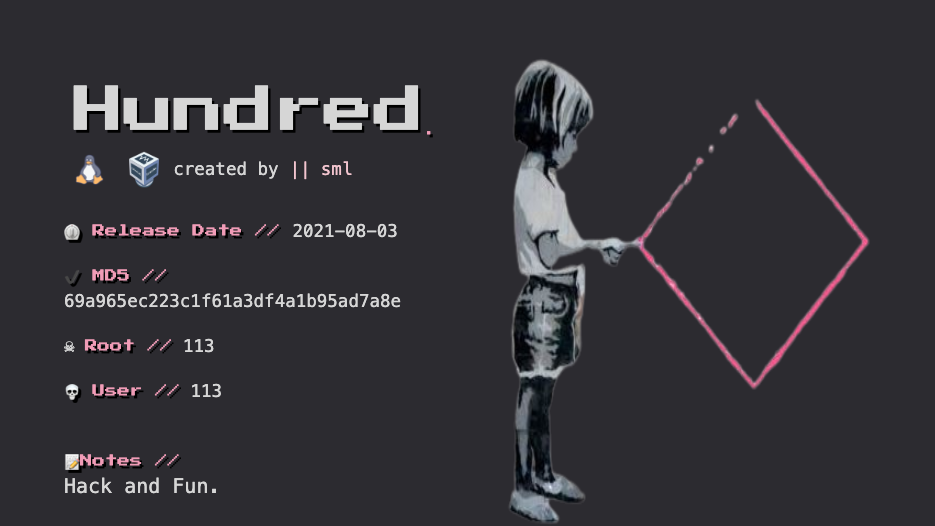 Hundred.
created by || sml
Release Date // 2021-08-03
MD5 //
69a965ec223c1f61a3df4a1b95ad7a8e
Root // 113
User // 113
Notes //
Hack and Fun.